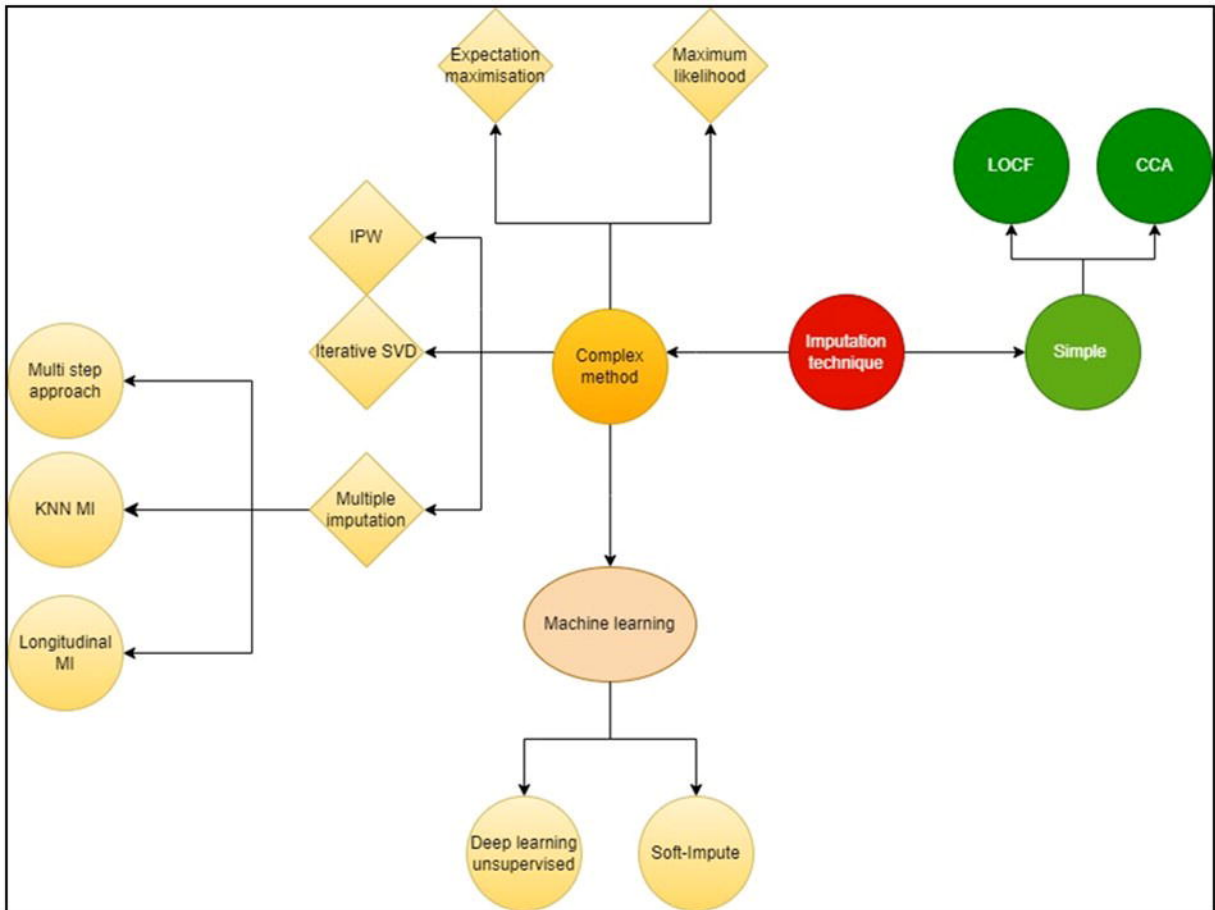 Expectation
maximisation
Maximum
likelihood
LOCF
CCA
IPW
Iterative SVD
Complex
method
Imputation
technique
Simple
Multi step
approach
KNN MI
Multiple
imputation
Longitudinal
MI
Machine learning
Deep learning
unsupervised
Soft-Impute